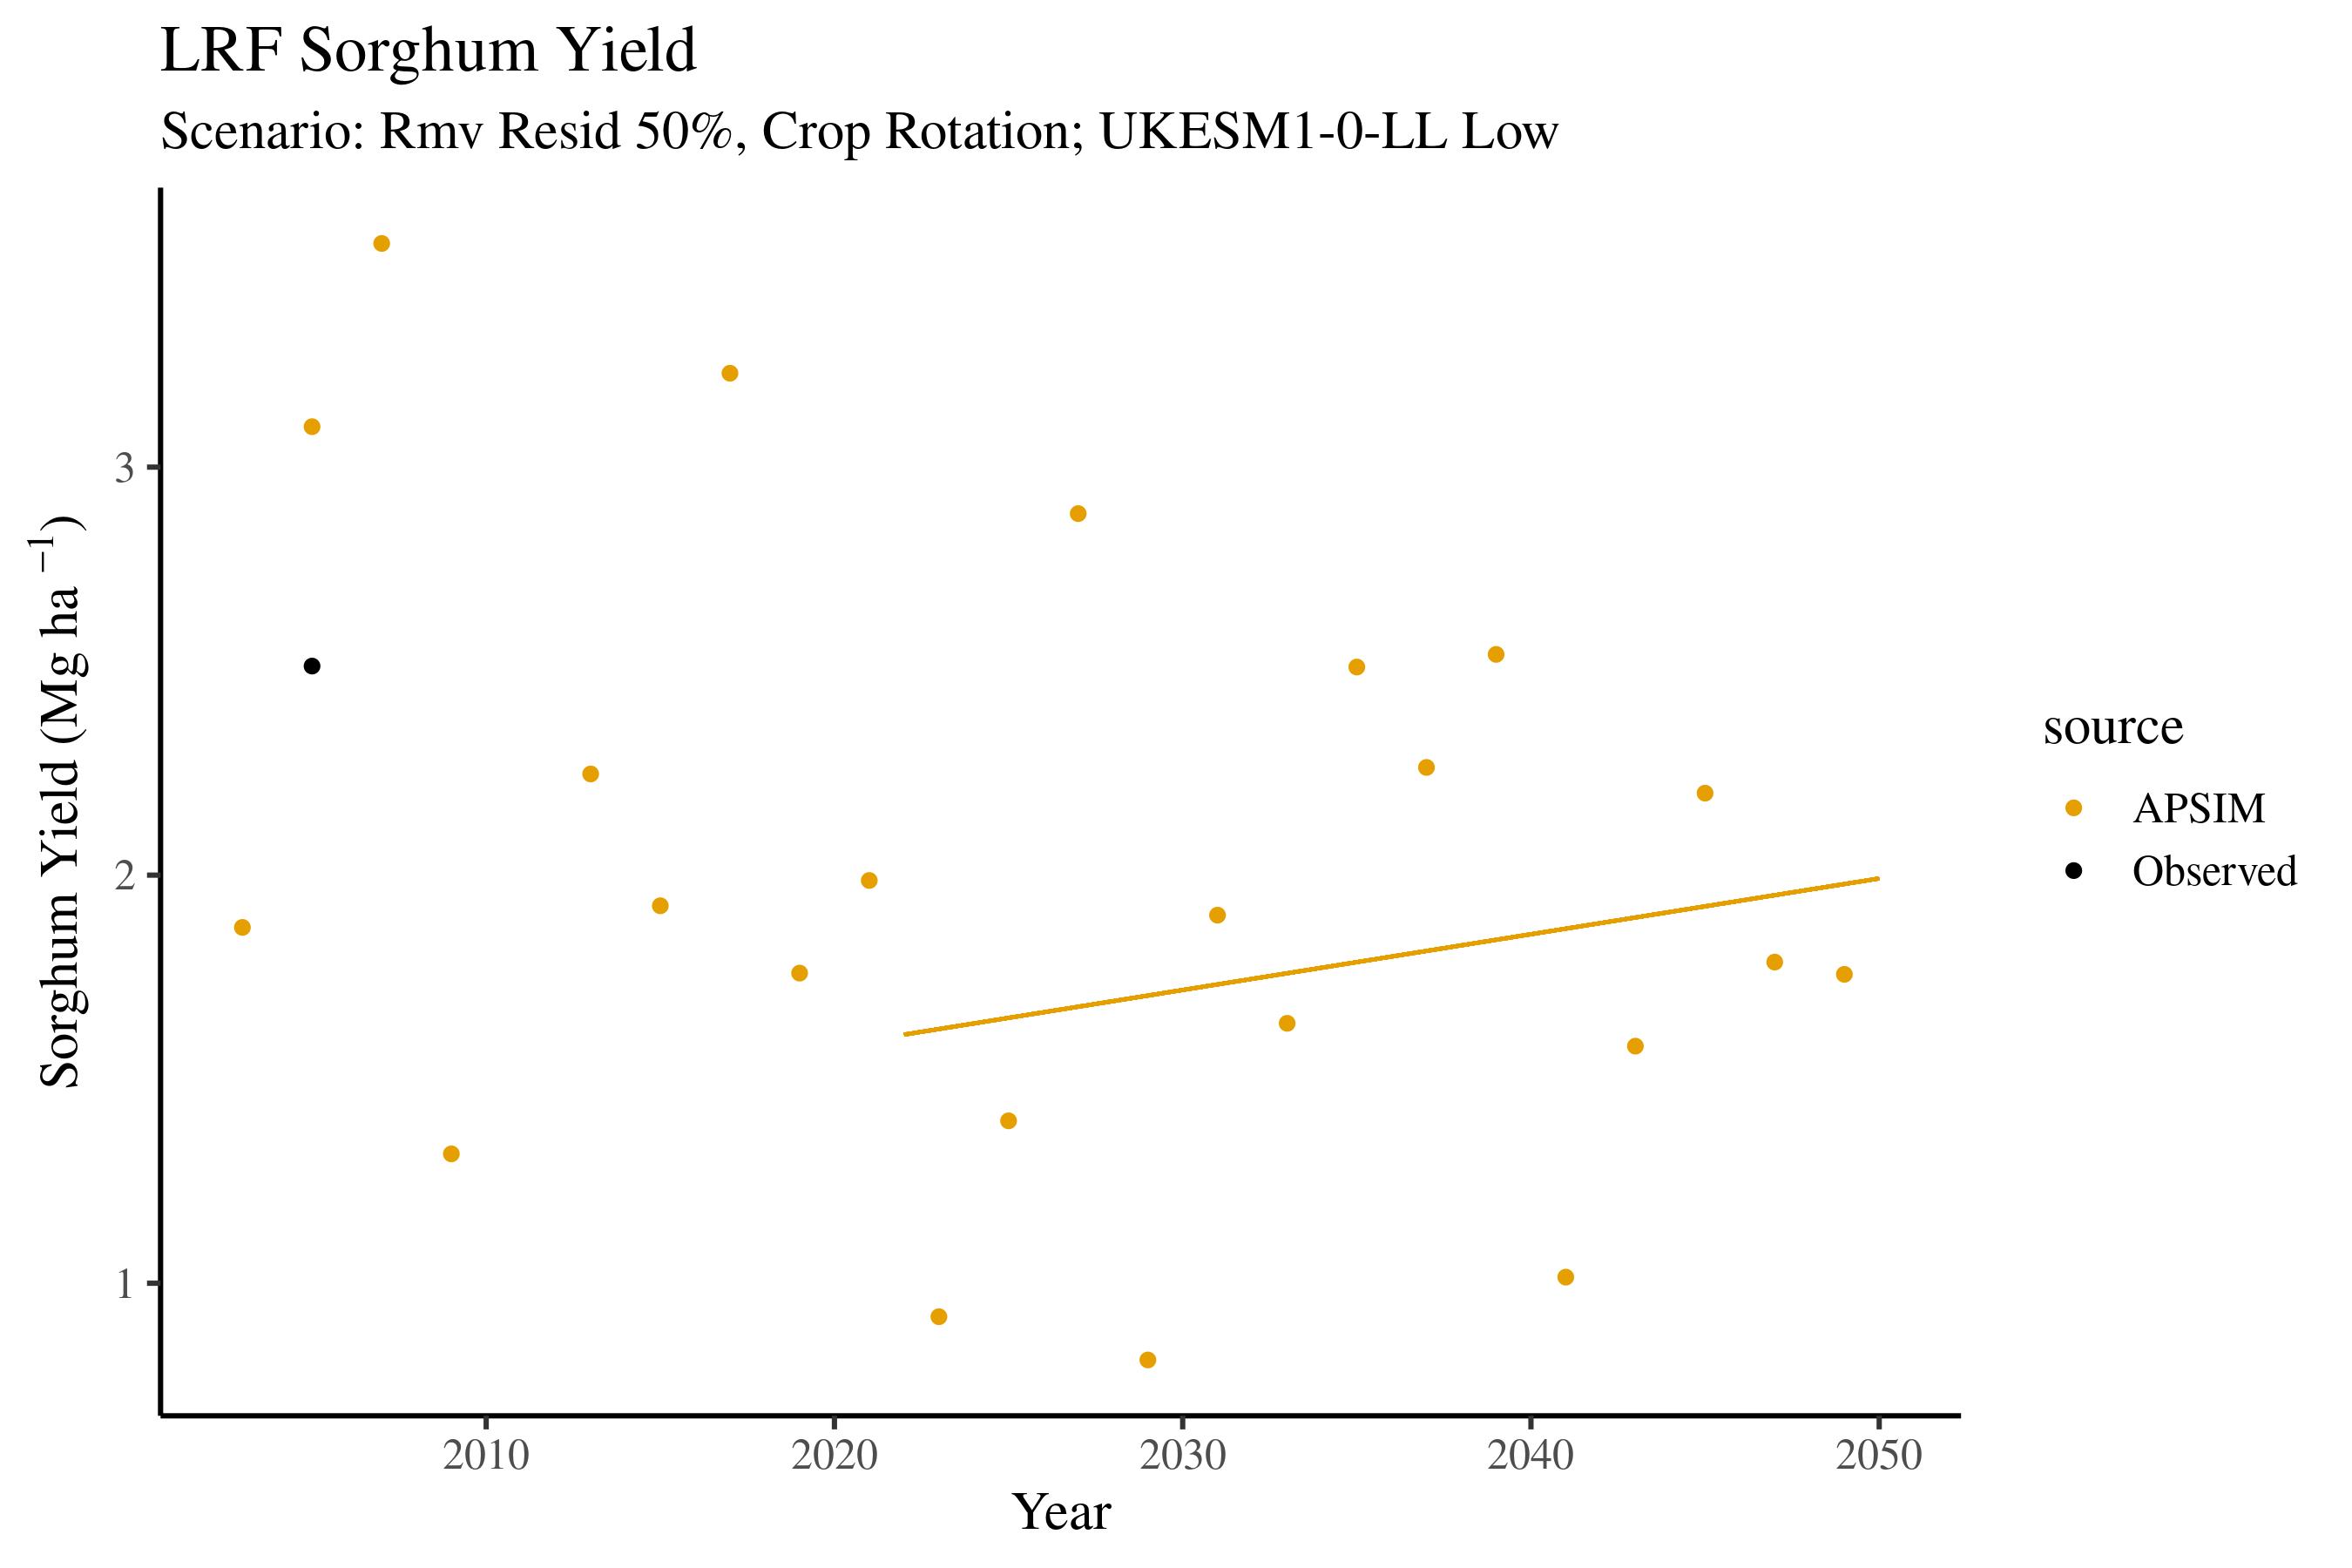 LRF Sorghum Yield
Scenario: Rmv Resid 50%, Crop Rotation; UKESM1-0-LL Low
Sorghum Yield (Mg ha⁻¹)
3
2
1
2010 2020 2030 2040 2050
Year
source
APSIM
Observed